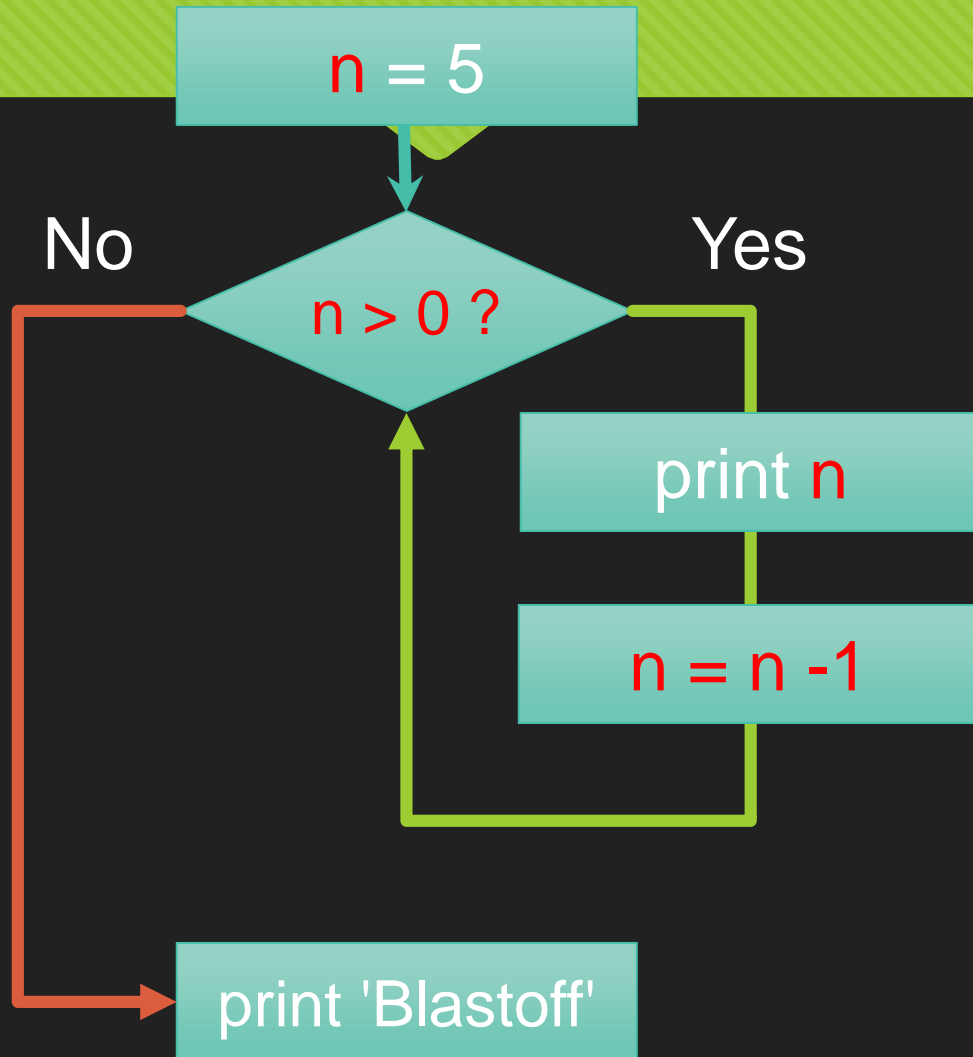 n = 5
No
Yes
n > 0 ?
print n
n = n -1
print 'Blastoff'